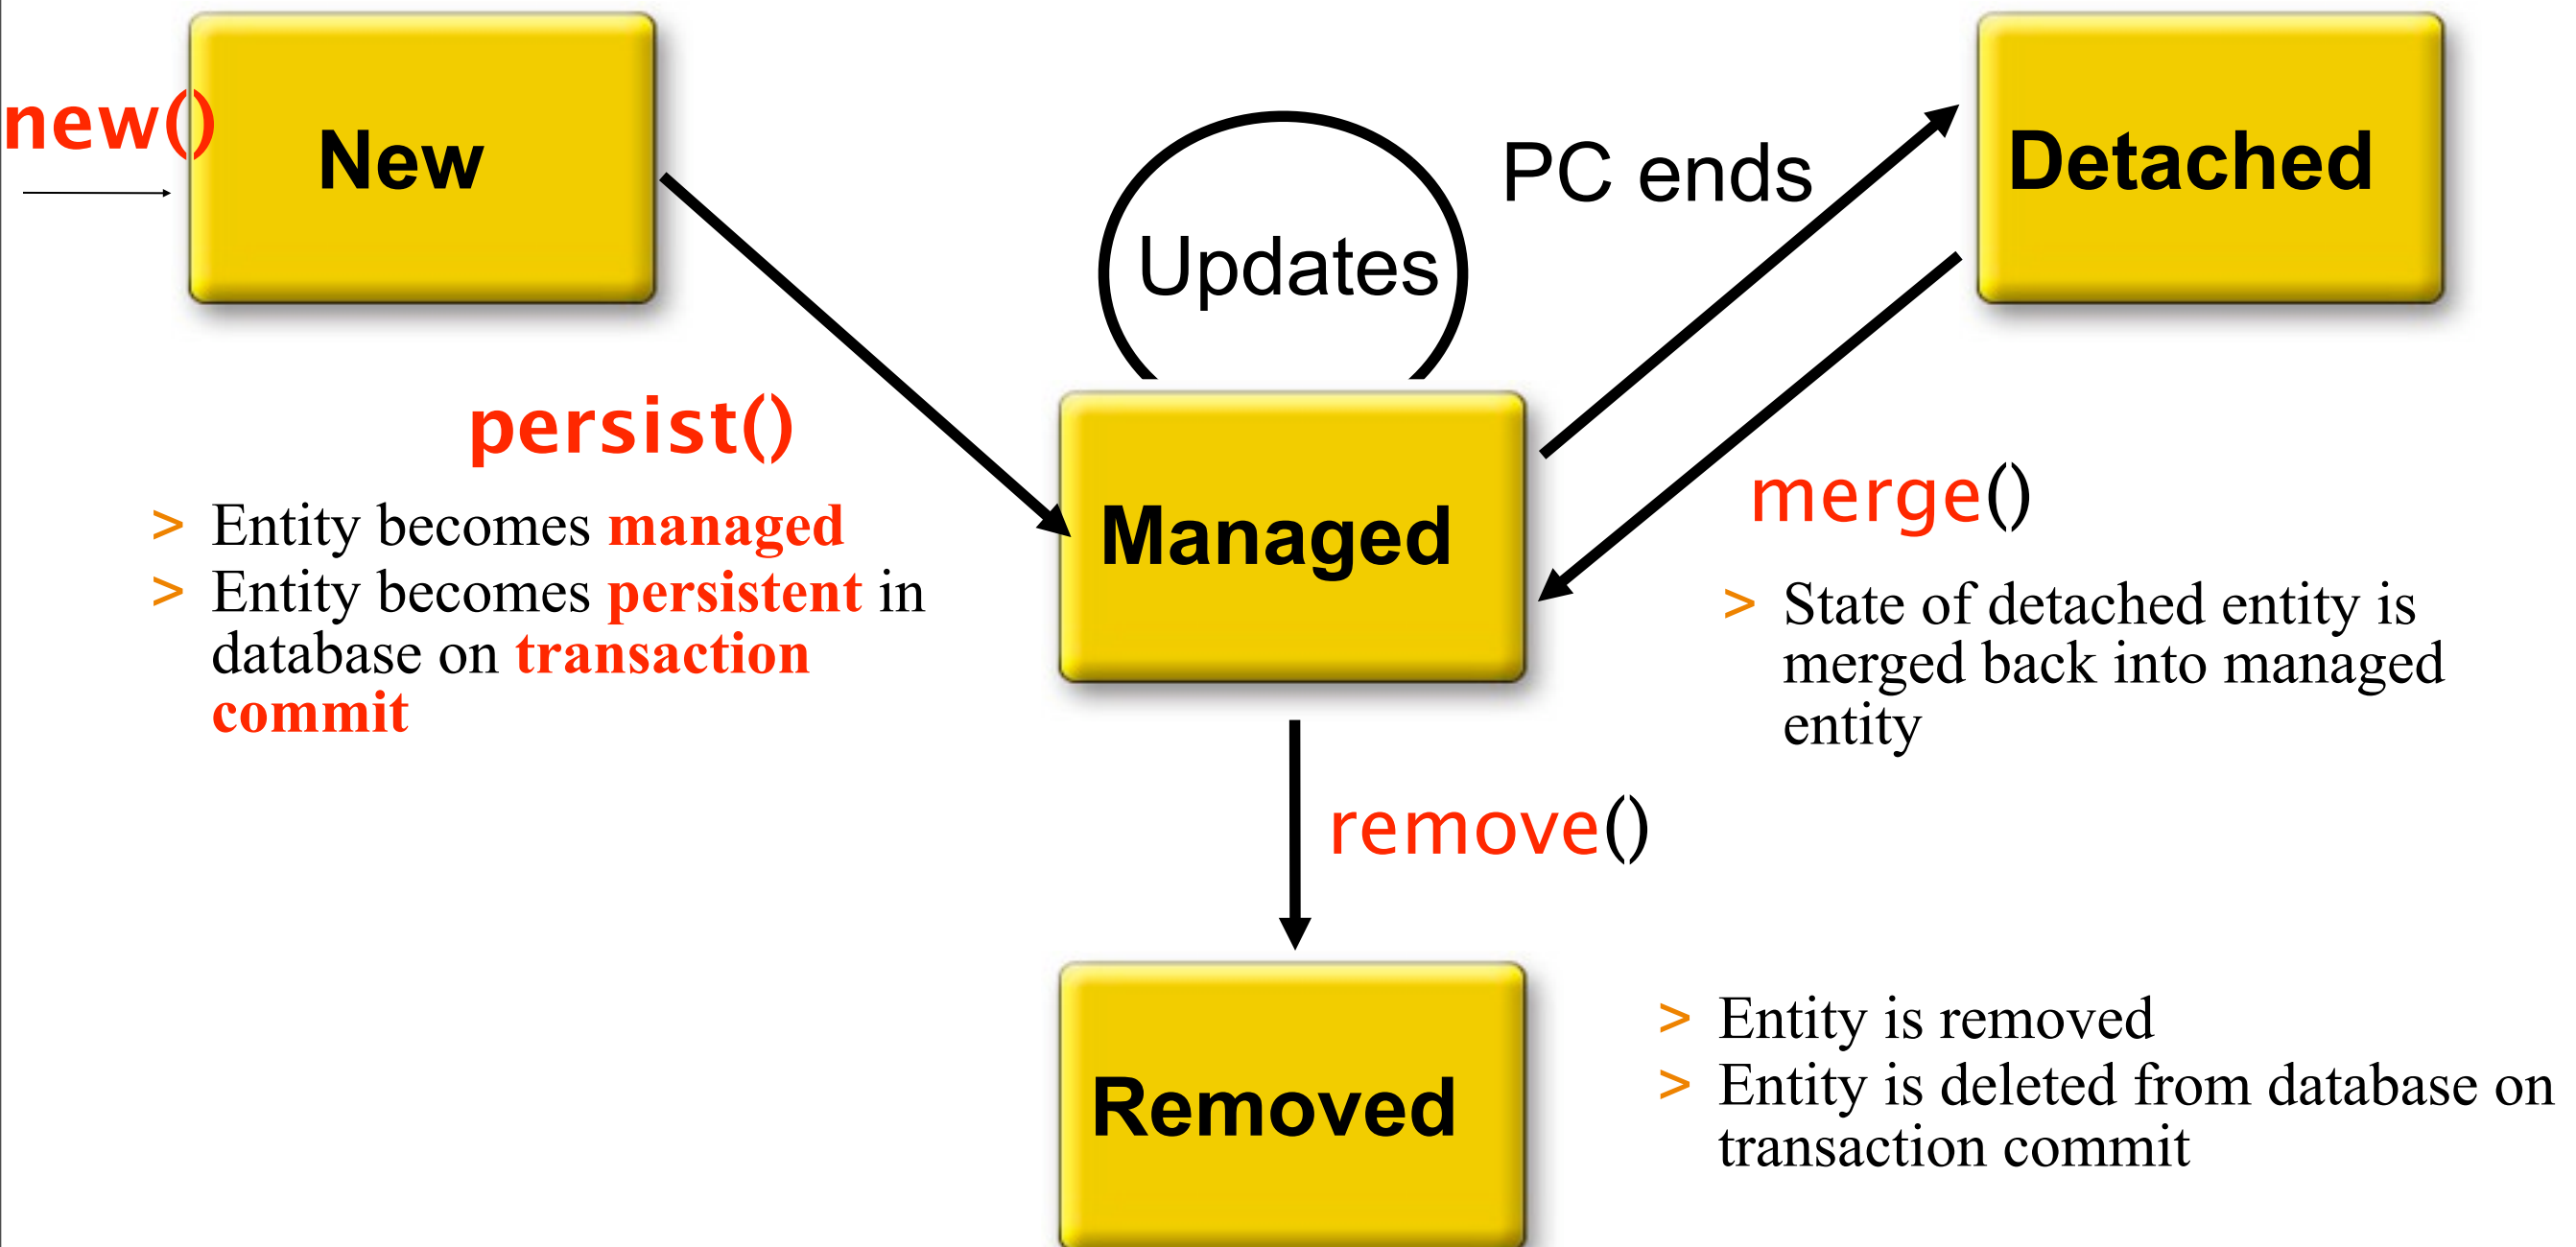 new()
New
Updates
PC ends
Detached
persist()
> Entity becomes managed
> Entity becomes persistent in
database on transaction
commit
Managed
merge()
> State of detached entity is
merged back into managed
entity
remove()
Removed
> Entity is removed
> Entity is deleted from database on
transaction commit